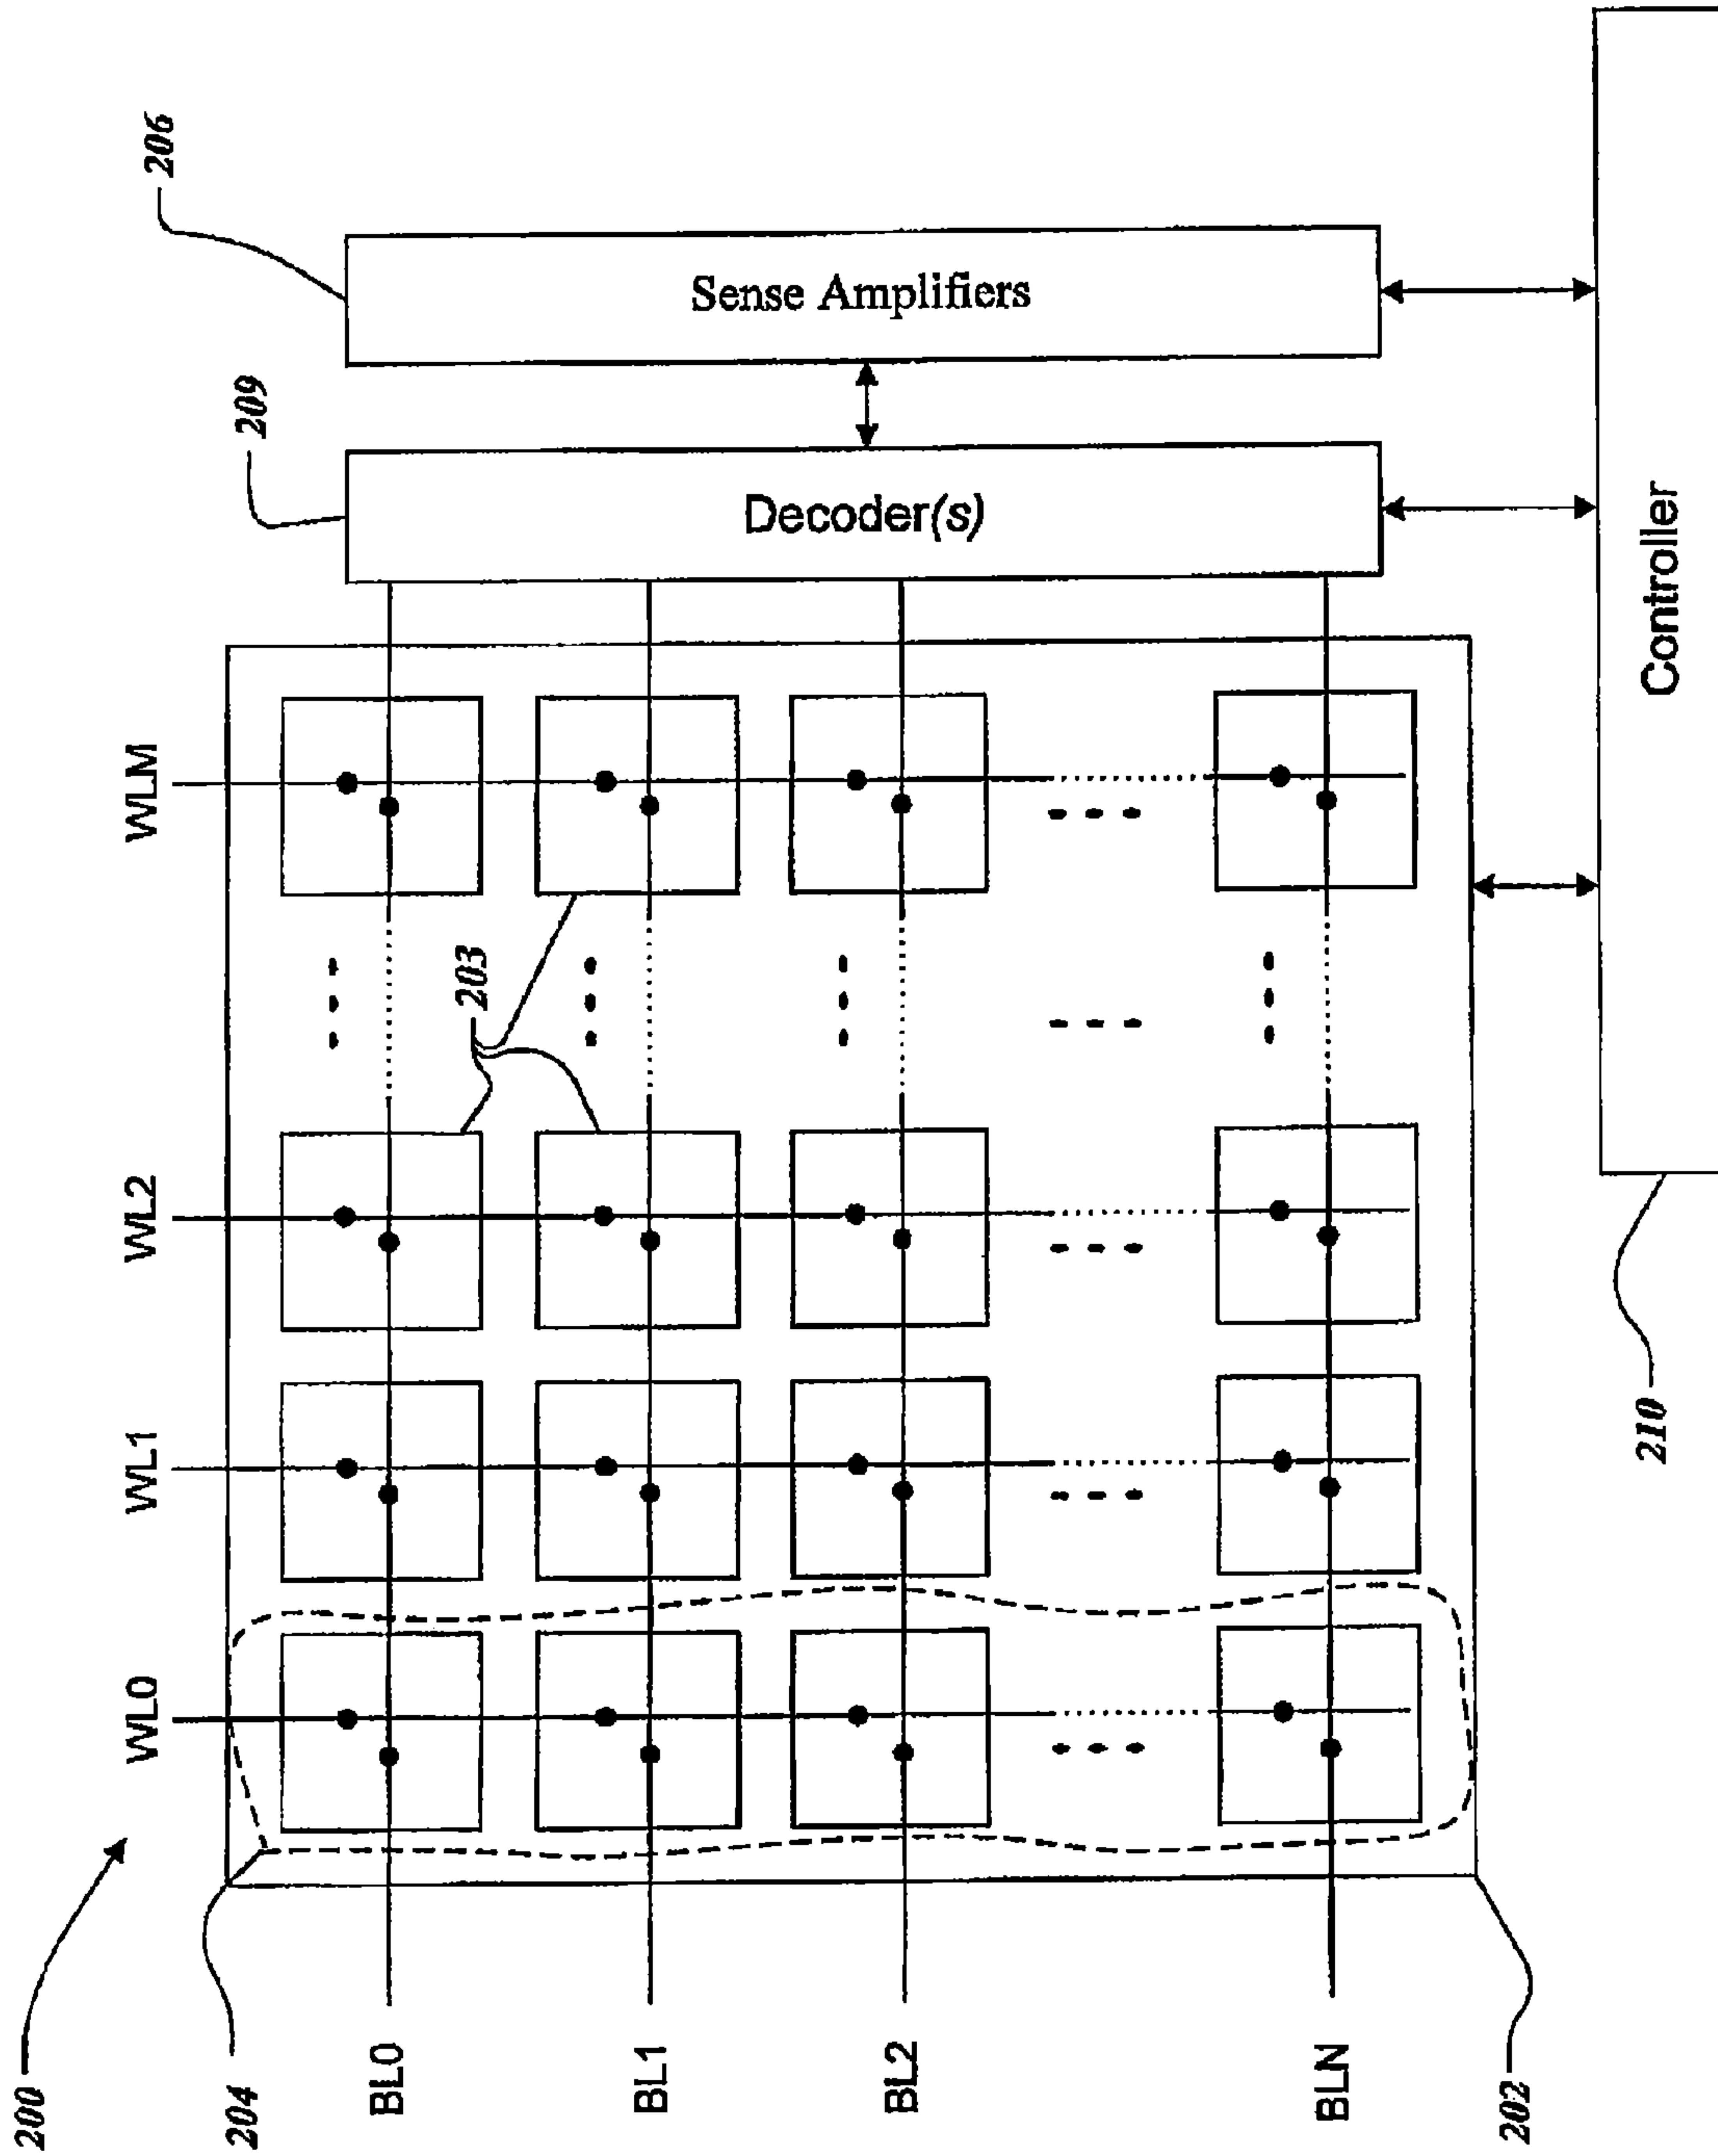 200
204
BL0
BL1
BL2
BLN
202
WL0
WL1
WL2
WLM
203
209
206
Decoder(s)
Sense Amplifiers
Controller
210